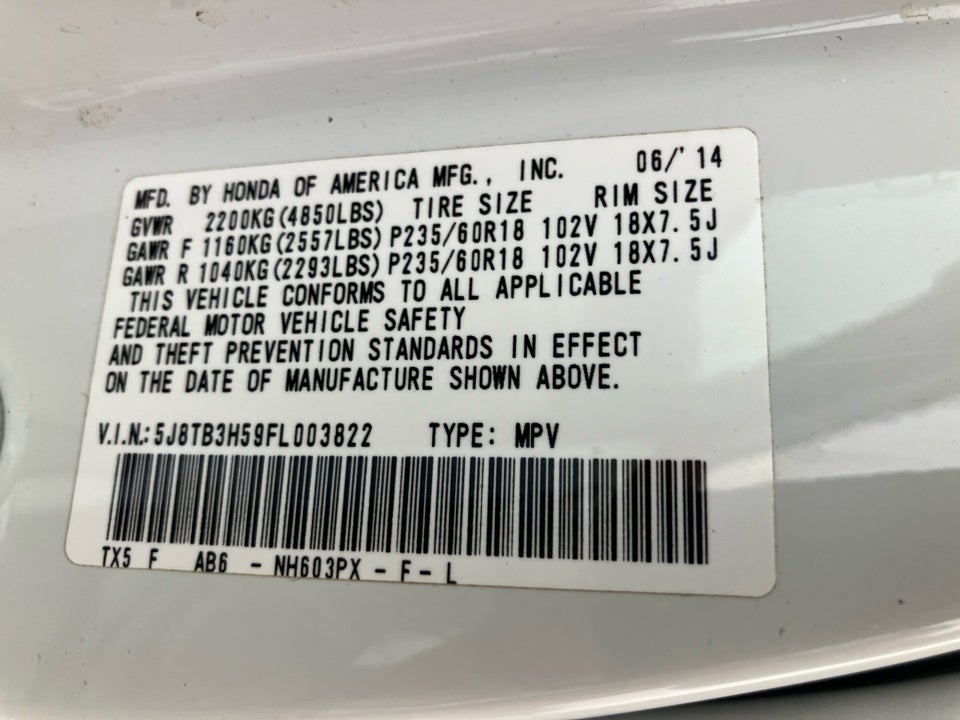 MFD. BY HONDA OF AMERICA MFG., INC. 06/'14
GVWR 2200KG(4850LBS) TIRE SIZE RIM SIZE
GAWR F 1160KG(2557LBS) P235/60R18 102V 18X7.5J
GAWR R 1040KG(2293LBS) P235/60R18 102V 18X7.5J
THIS VEHICLE CONFORMS TO ALL APPLICABLE
FEDERAL MOTOR VEHICLE SAFETY
AND THEFT PREVENTION STANDARDS IN EFFECT
ON THE DATE OF MANUFACTURE SHOWN ABOVE.
V.I.N.: 5J8TB3H59FL003822 TYPE: MPV
TX5 F AB6 - NH603PX - F - L